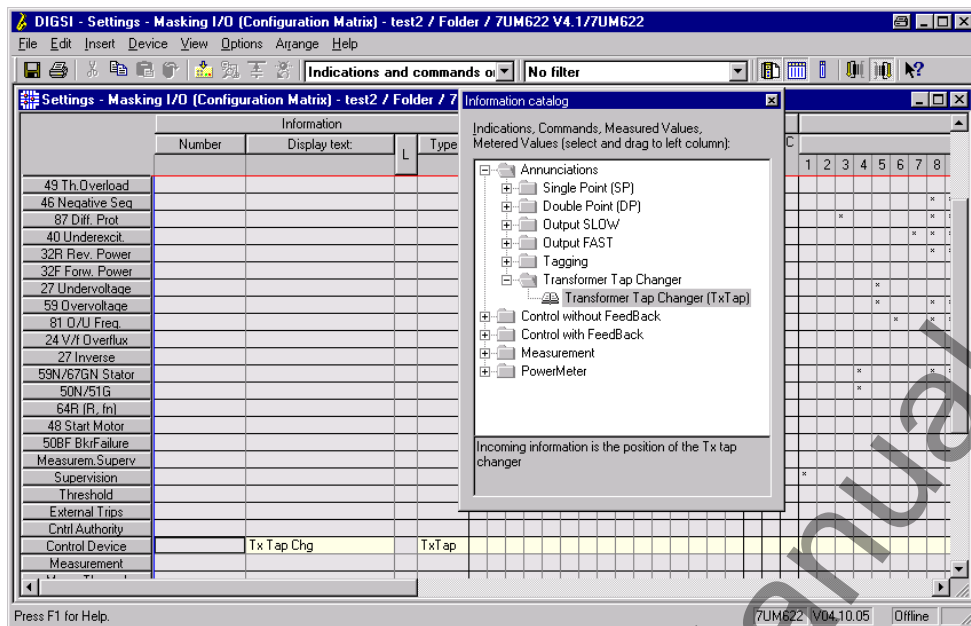 DIGSI - Settings - Masking I/O (Configuration Matrix) - test2 / Folder / 7UM622 V4.1/7UM622
File Edit Insert Device View Options Arrange Help
Indications and commands o
No filter
Settings - Masking I/O (Configuration Matrix) - test2 / Folder / 7
Information
Number Display text: L Type
C
1 2 3 4 5 6 7 8
49 Th.Overload
46 Negative Seq
87 Diff. Prot
40 Underexcit.
32R Rev. Power
32F Forw. Power
27 Undervoltage
59 Overvoltage
81 O/U Freq.
24 V/f Overflux
27 Inverse
59N/67GN Stator
50N/51G
64R (R, fn)
48 Start Motor
50BF BkrFailure
Measurem.Superv
Supervision
Threshold
External Trips
Cntrl Authority
Control Device Tx Tap Chg TxTap
Measurement
Information catalog
Indications, Commands, Measured Values,
Metered Values (select and drag to left column):
Annunciations
Single Point (SP)
Double Point (DP)
Output SLOW
Output FAST
Tagging
Transformer Tap Changer
Transformer Tap Changer (TxTap)
Control without FeedBack
Control with FeedBack
Measurement
PowerMeter
Incoming information is the position of the Tx tap
changer
Press F1 for Help.
7UM622 V04.10.05 Offline